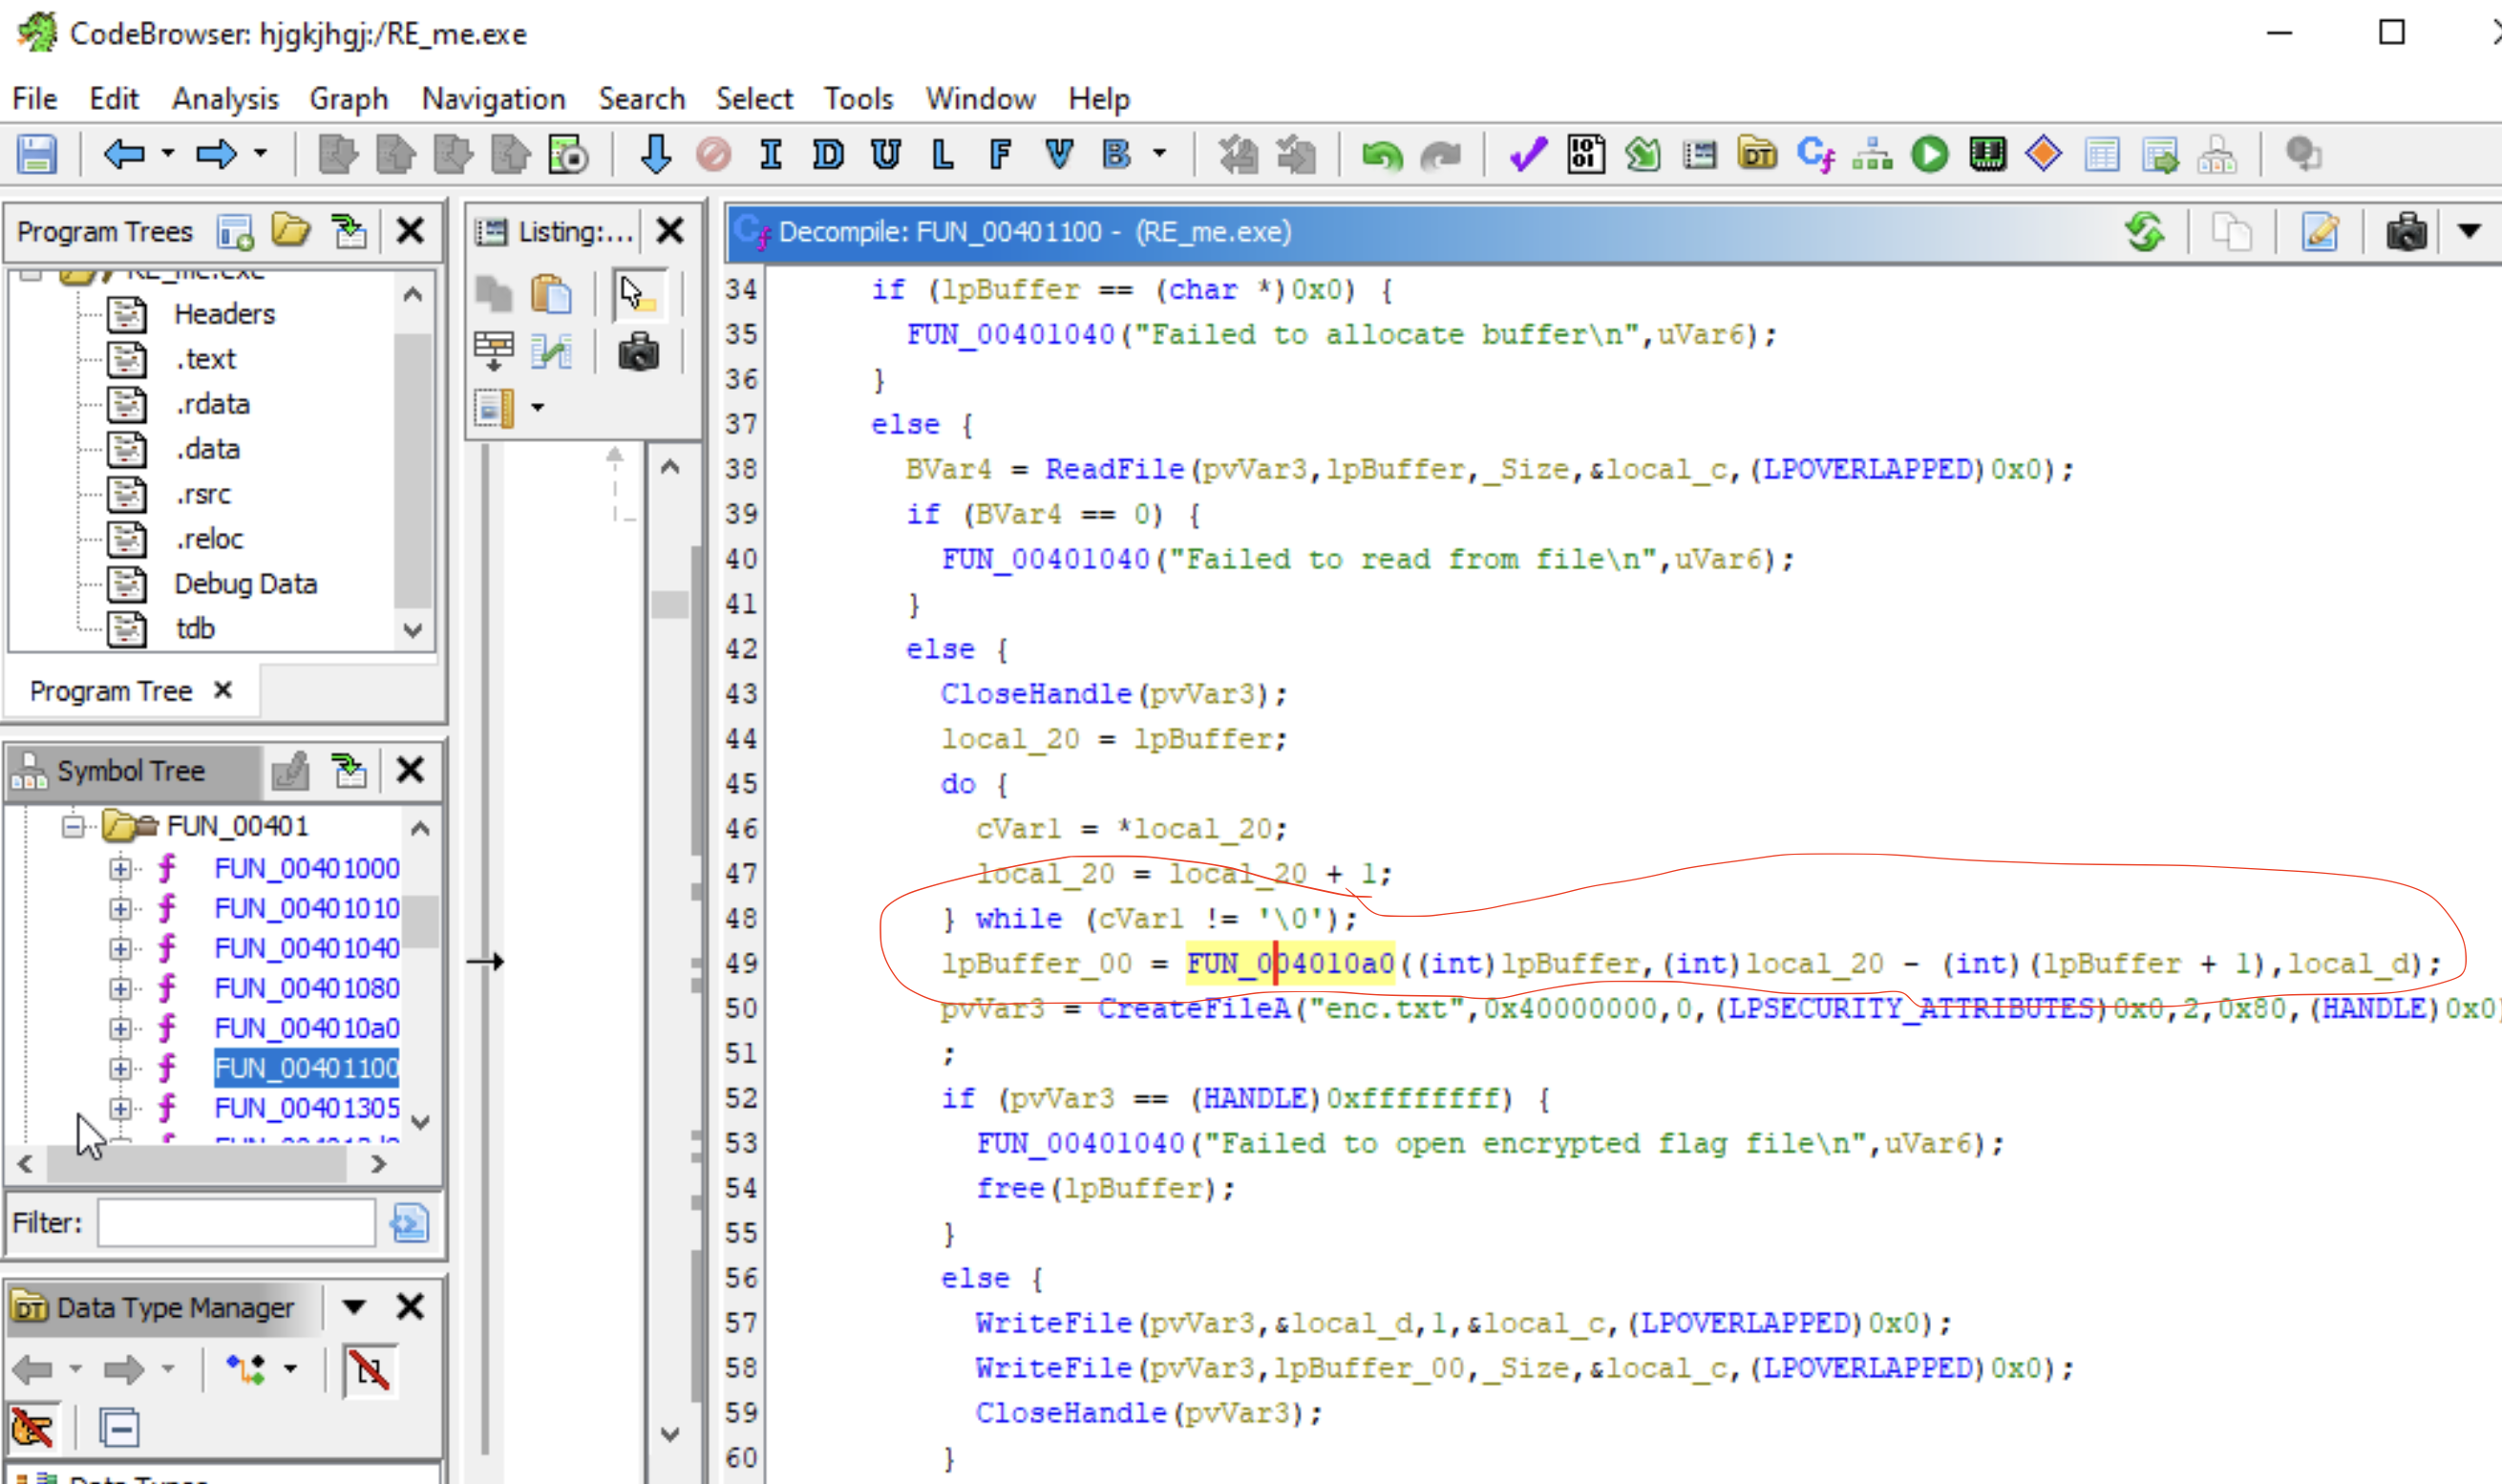 CodeBrowser: hjgkjhgj:/RE_me.exe
File Edit Analysis Graph Navigation Search Select Tools Window Help
I D U L F V B
Program Trees
RE_me.exe
Headers
.text
.rdata
.data
.rsrc
.reloc
Debug Data
tdb
Program Tree
Symbol Tree
FUN_00401
FUN_00401000
FUN_00401010
FUN_00401040
FUN_00401080
FUN_004010a0
FUN_00401100
FUN_00401305
Filter:
Data Type Manager
Data Types
Listing:...
Decompile: FUN_00401100 - (RE_me.exe)
34 if (lpBuffer == (char *)0x0) {
35 FUN_00401040("Failed to allocate buffer\n",uVar6);
36 }
37 else {
38 BVar4 = ReadFile(pvVar3,lpBuffer,_Size,&local_c,(LPOVERLAPPED)0x0);
39 if (BVar4 == 0) {
40 FUN_00401040("Failed to read from file\n",uVar6);
41 }
42 else {
43 CloseHandle(pvVar3);
44 local_20 = lpBuffer;
45 do {
46 cVar1 = *local_20;
47 local_20 = local_20 + 1;
48 } while (cVar1 != '\0');
49 lpBuffer_00 = FUN_004010a0((int)lpBuffer,(int)local_20 - (int)(lpBuffer + 1),local_d);
50 pvVar3 = CreateFileA("enc.txt",0x40000000,0,(LPSECURITY_ATTRIBUTES)0x0,2,0x80,(HANDLE)0x0)
51 ;
52 if (pvVar3 == (HANDLE)0xffffffff) {
53 FUN_00401040("Failed to open encrypted flag file\n",uVar6);
54 free(lpBuffer);
55 }
56 else {
57 WriteFile(pvVar3,&local_d,1,&local_c,(LPOVERLAPPED)0x0);
58 WriteFile(pvVar3,lpBuffer_00,_Size,&local_c,(LPOVERLAPPED)0x0);
59 CloseHandle(pvVar3);
60 }